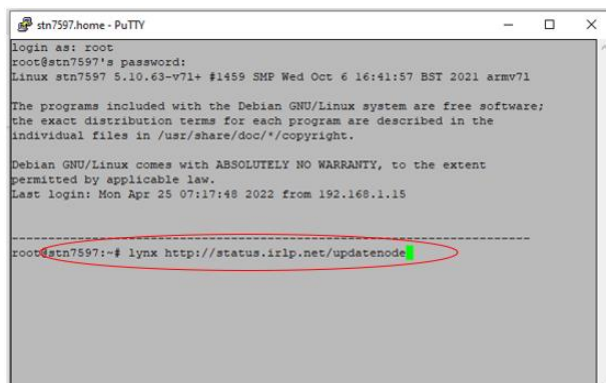 stn7597.home - PuTTY
login as: root
root@stn7597's password:
Linux stn7597 5.10.63-v7l+ #1459 SMP Wed Oct 6 16:41:57 BST 2021 armv7l
The programs included with the Debian GNU/Linux system are free software;
the exact distribution terms for each program are described in the
individual files in /usr/share/doc/*/copyright.
Debian GNU/Linux comes with ABSOLUTELY NO WARRANTY, to the extent
permitted by applicable law.
Last login: Mon Apr 25 07:17:48 2022 from 192.168.1.15
--------------------------------------------------------------------------
root@stn7597:~# lynx http://status.irlp.net/updatenode